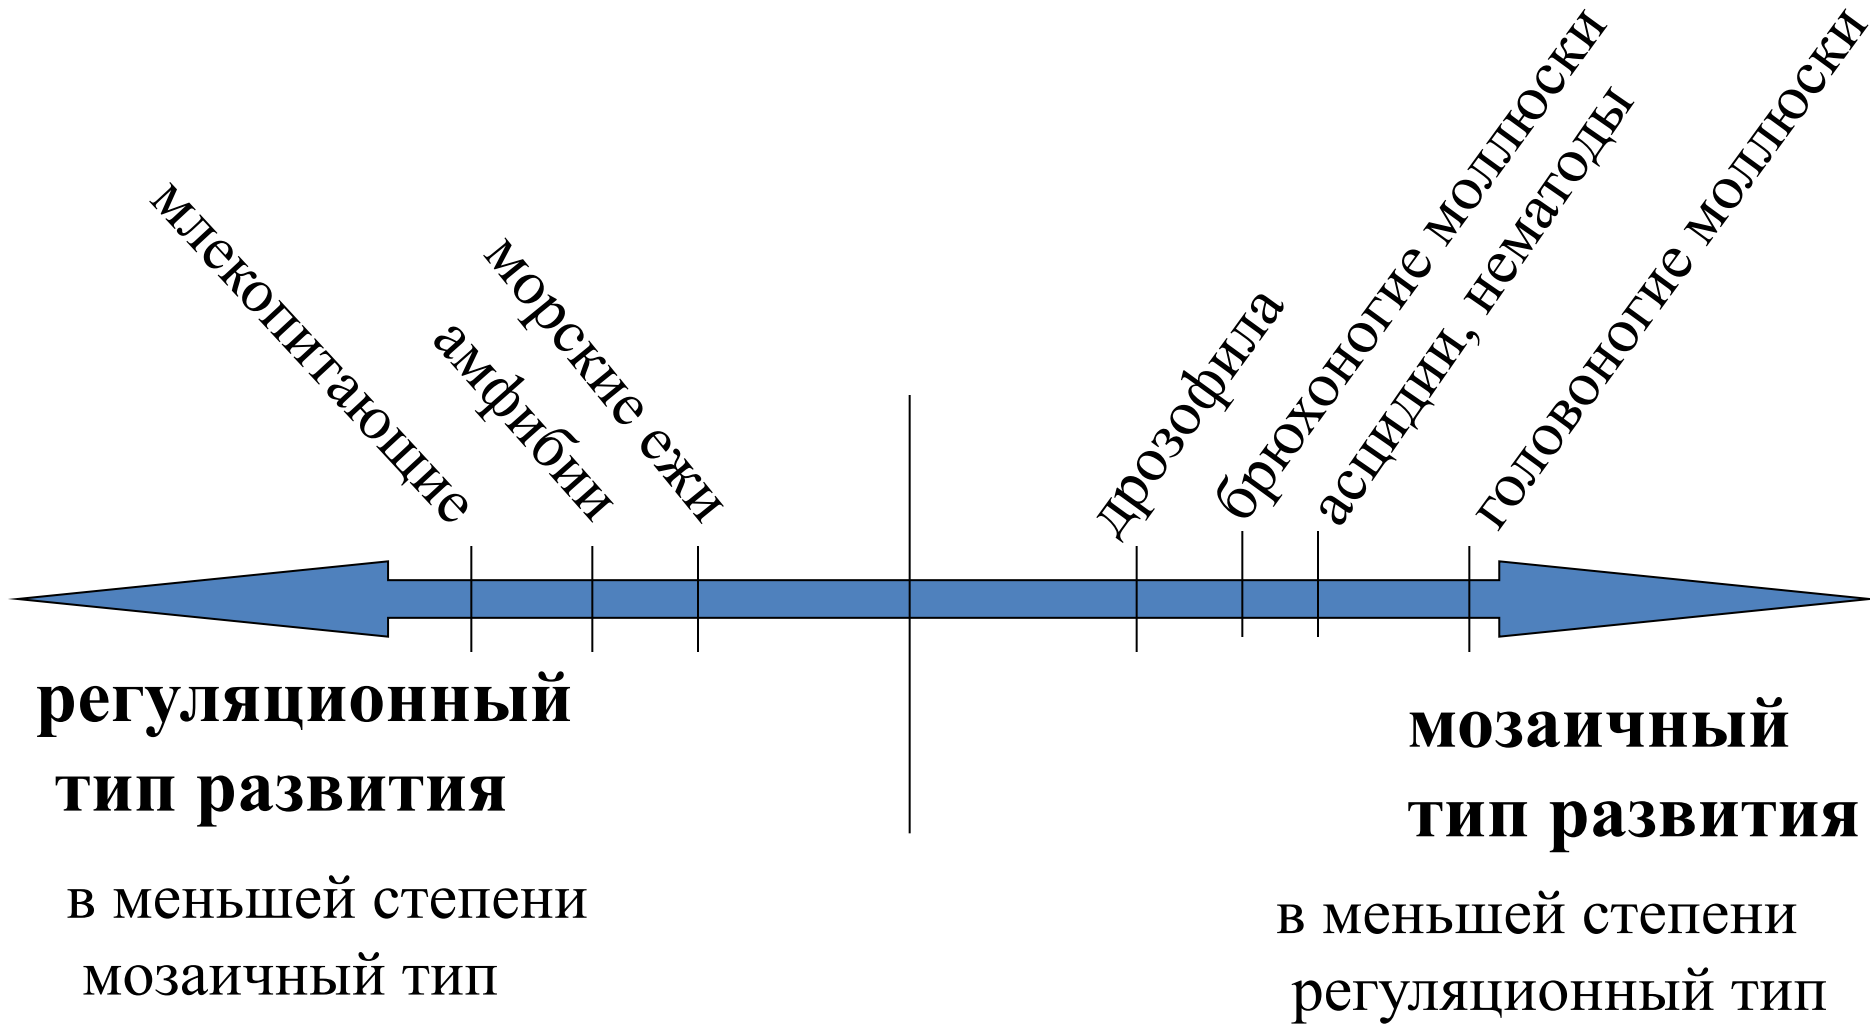 млекопитающие
амфибии
морские ежи
дрозофила
брюхоногие моллюски
асцидии, нематоды
головоногие моллюски
регуляционный
тип развития
в меньшей степени
мозаичный тип
мозаичный
тип развития
в меньшей степени
регуляционный тип